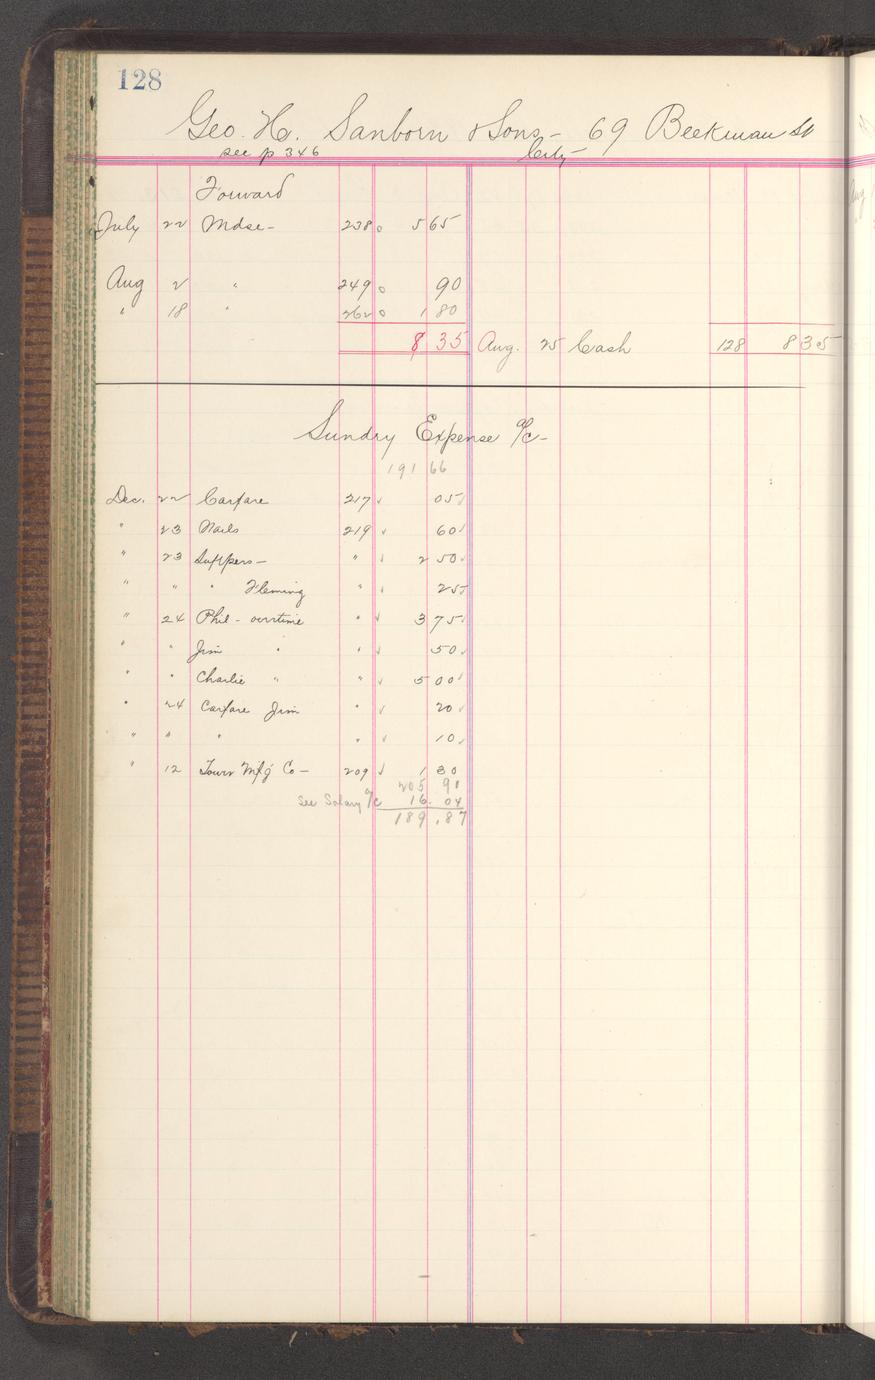 128
Geo. H. Sanborn & Sons - 69 Beekman St
see p 346 City
Forward
July 22 Mdse - 238 0 5 65
Aug 2 " 249 0 90
" 18 " 262 0 1 80
8 35 Aug. 25 Cash 128 8 35
Sundry Expense a/c -
191 66
Dec. 22 Carfare 217 ✓ 05 ✓
" 23 Nails 219 ✓ 60 ✓
" 23 Suppers - " ✓ 2 50 ✓
" " " Fleming " ✓ 25
" 24 Phil - overtime " ✓ 3 75 ✓
" " Jim " " ✓ 50 ✓
" " Charlie " " ✓ 5 00 ✓
" 24 Carfare Jim " ✓ 20 ✓
" " " " ✓ 10 ✓
" 12 Tower Mfg Co - 209 ✓ 1 30
205 91
see Salary a/c 16.04
189.87